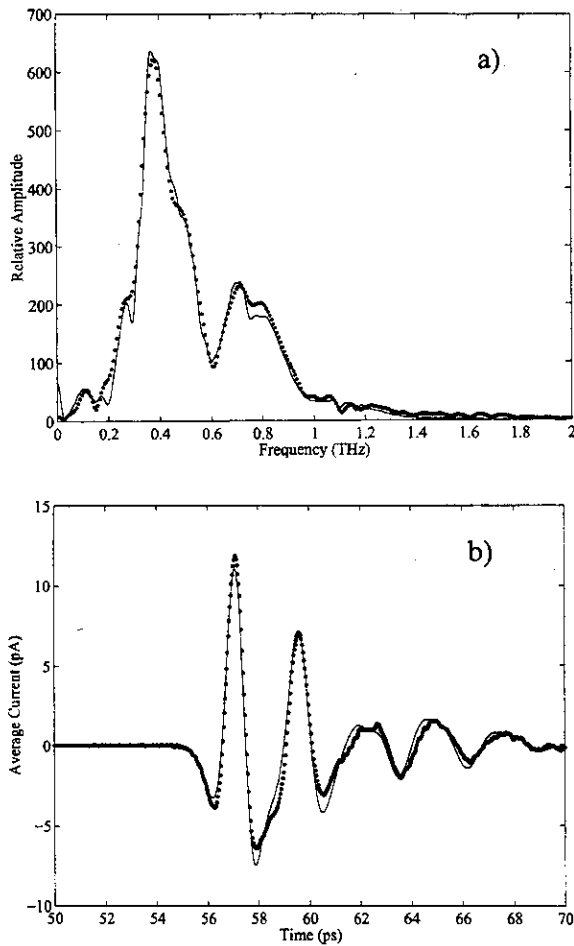 700
600
500
400
300
200
100
0
Relative Amplitude
a)
0 0.2 0.4 0.6 0.8 1 1.2 1.4 1.6 1.8 2
Frequency (THz)
15
10
5
0
−5
−10
Average Current (pA)
b)
50 52 54 56 58 60 62 64 66 68 70
Time (ps)